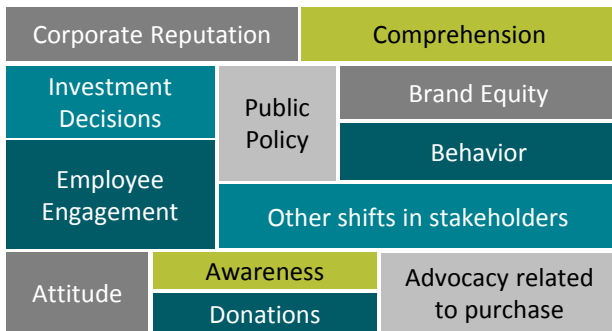 Corporate Reputation
Comprehension
Investment
Decisions
Public
Policy
Brand Equity
Behavior
Employee
Engagement
Other shifts in stakeholders
Attitude
Awareness
Donations
Advocacy related
to purchase